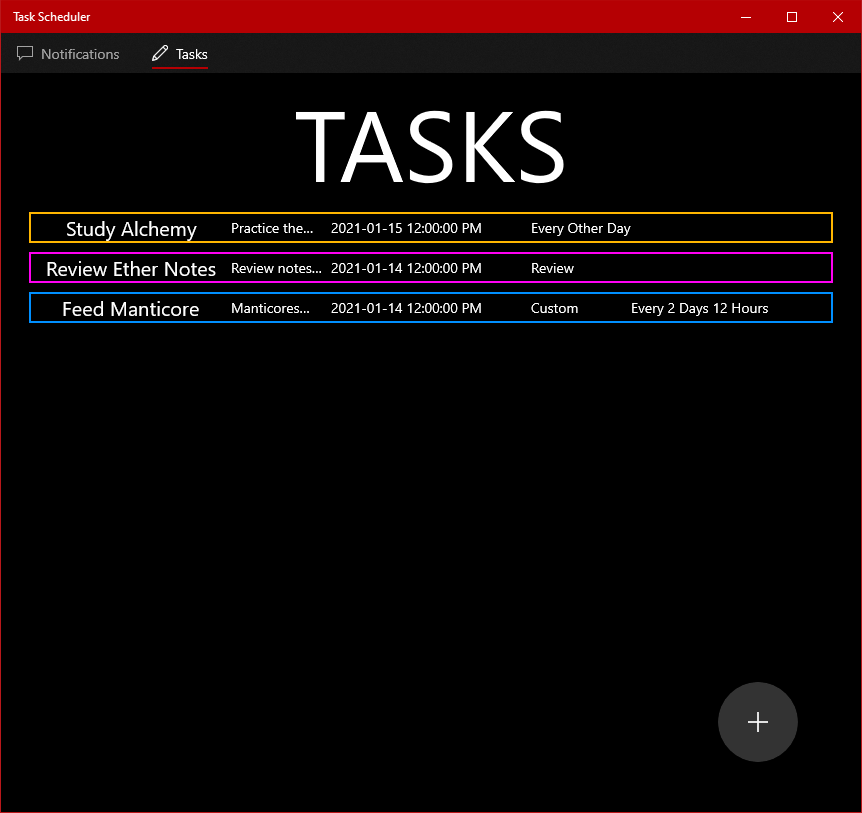 Task Scheduler
Notifications Tasks
TASKS
Study Alchemy Practice the... 2021-01-15 12:00:00 PM Every Other Day
Review Ether Notes Review notes... 2021-01-14 12:00:00 PM Review
Feed Manticore Manticores... 2021-01-14 12:00:00 PM Custom Every 2 Days 12 Hours